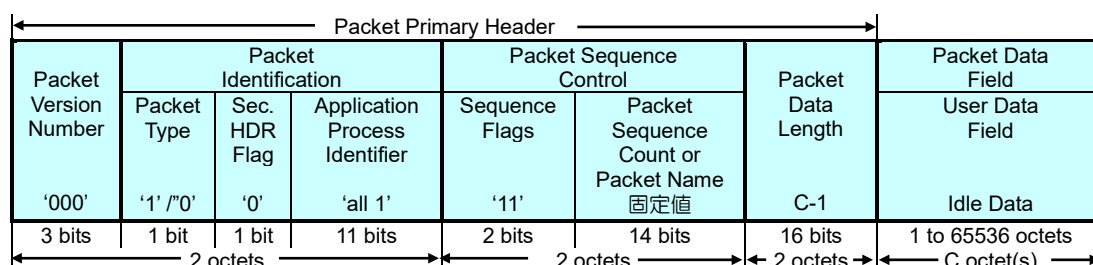 Packet Primary Header
Packet Version Number
Packet Identification
Packet Sequence Control
Packet Data Length
Packet Data Field
Packet Type
Sec. HDR Flag
Application Process Identifier
Sequence Flags
Packet Sequence Count or Packet Name
User Data Field
‘000’
‘1’ /”0’
‘0’
‘all 1’
‘11’
固定値
C-1
Idle Data
3 bits
1 bit
1 bit
11 bits
2 bits
14 bits
16 bits
1 to 65536 octets
2 octets
2 octets
2 octets
C octet(s)